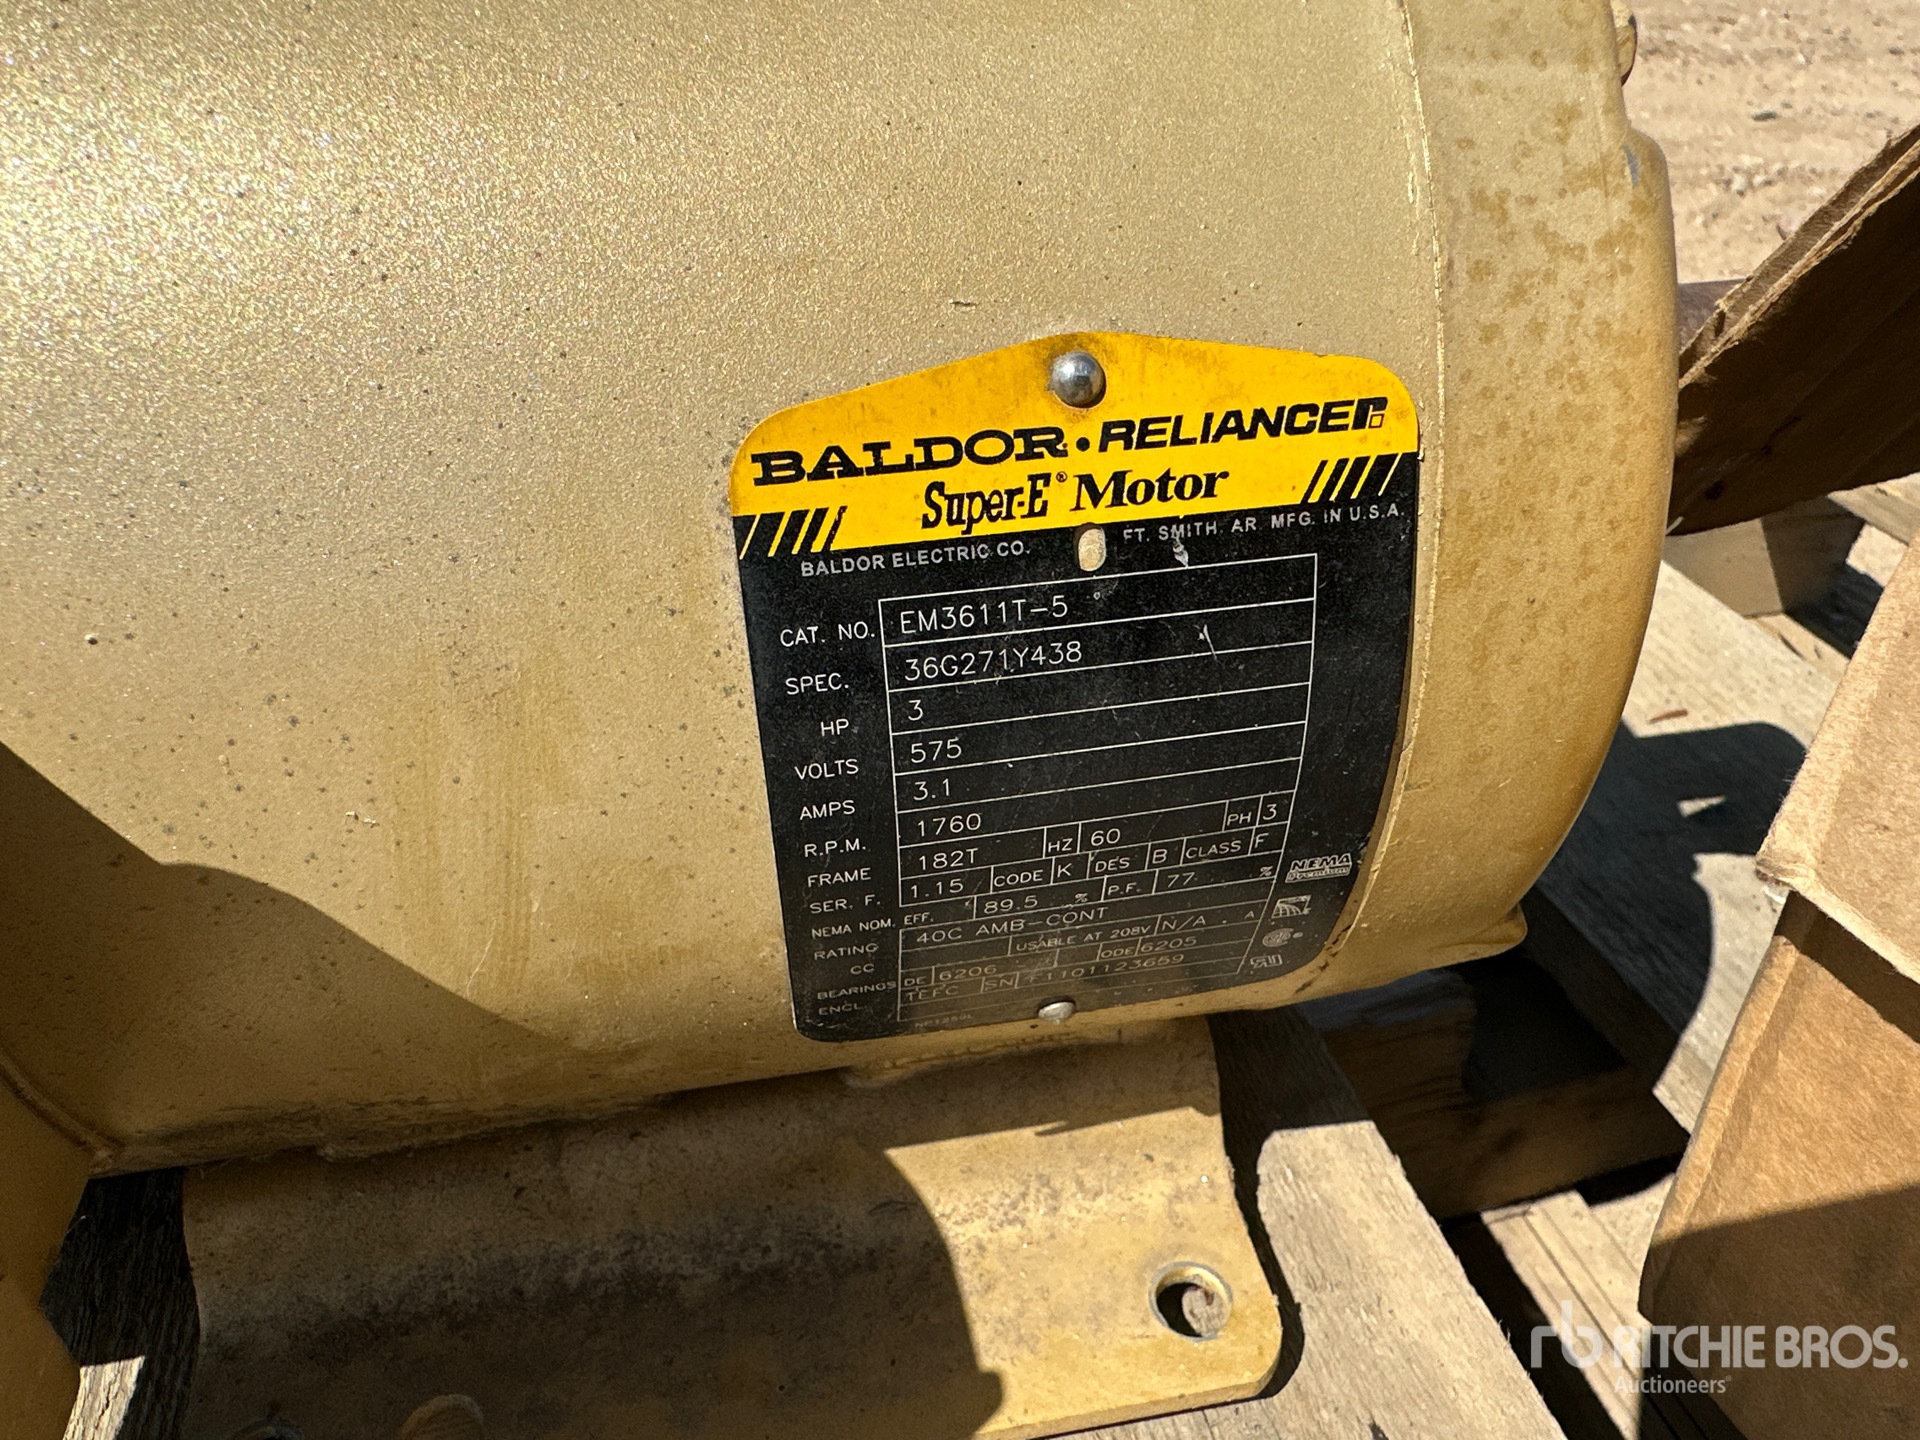 BALDOR • RELIANCER
Super-E® Motor
BALDOR ELECTRIC CO. FT. SMITH, AR. MFG. IN U.S.A.
CAT. NO. EM3611T-5
SPEC. 36G271Y438
HP 3
VOLTS 575
AMPS 3.1
R.P.M. 1760
FRAME 182T HZ 60 PH 3
SER. F. 1.15 CODE K DES B CLASS F
NEMA NOM. EFF. 89.5 % P.F. 77 %
RATING 40C AMB-CONT
CC USABLE AT 208V N/A A
BEARINGS DE 6206 ODE 6205
ENCL. TEFC SN F1101123659
NEMA
Premium
rb RITCHIE BROS.
Auctioneers